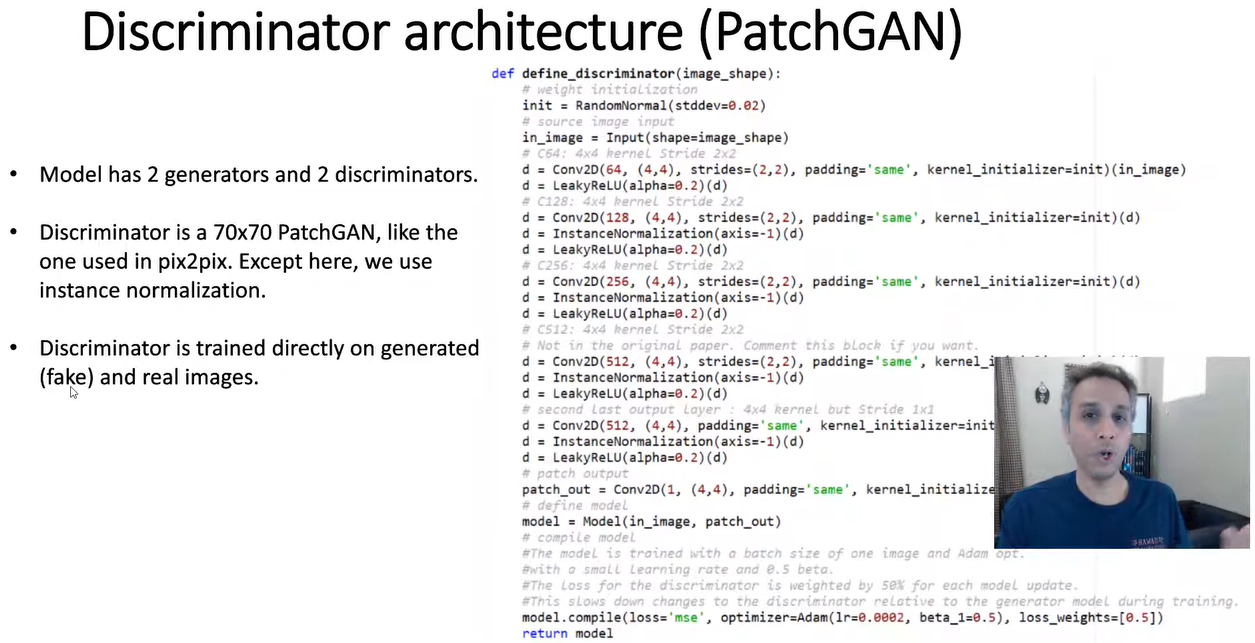 Discriminator architecture (PatchGAN)
• Model has 2 generators and 2 discriminators.
• Discriminator is a 70x70 PatchGAN, like the
one used in pix2pix. Except here, we use
instance normalization.
• Discriminator is trained directly on generated
(fake) and real images.
def define_discriminator(image_shape):
# weight initialization
init = RandomNormal(stddev=0.02)
# source image input
in_image = Input(shape=image_shape)
# C64: 4x4 kernel Stride 2x2
d = Conv2D(64, (4,4), strides=(2,2), padding='same', kernel_initializer=init)(in_image)
d = LeakyReLU(alpha=0.2)(d)
# C128: 4x4 kernel Stride 2x2
d = Conv2D(128, (4,4), strides=(2,2), padding='same', kernel_initializer=init)(d)
d = InstanceNormalization(axis=-1)(d)
d = LeakyReLU(alpha=0.2)(d)
# C256: 4x4 kernel Stride 2x2
d = Conv2D(256, (4,4), strides=(2,2), padding='same', kernel_initializer=init)(d)
d = InstanceNormalization(axis=-1)(d)
d = LeakyReLU(alpha=0.2)(d)
# C512: 4x4 kernel Stride 2x2
# Not in the original paper. Comment this block if you want.
d = Conv2D(512, (4,4), strides=(2,2), padding='same',
d = InstanceNormalization(axis=-1)(d)
d = LeakyReLU(alpha=0.2)(d)
# second last output layer : 4x4 kernel but Stride 1x1
d = Conv2D(512, (4,4), padding='same', kernel_initializer=init
d = InstanceNormalization(axis=-1)(d)
d = LeakyReLU(alpha=0.2)(d)
# patch output
patch_out = Conv2D(1, (4,4), padding='same', kernel_initialize
# define model
model = Model(in_image, patch_out)
# compile model
#The model is trained with a batch size of one image and Adam opt.
#with a small learning rate and 0.5 beta.
#The loss for the discriminator is weighted by 50% for each model update.
#This slows down changes to the discriminator relative to the generator model during training.
model.compile(loss='mse', optimizer=Adam(lr=0.0002, beta_1=0.5), loss_weights=[0.5])
return model